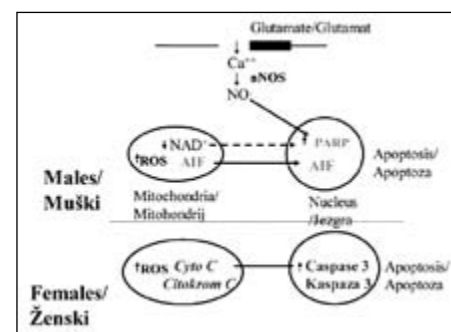 Glutamate/Glutamat
Ca++
↓ nNOS
NO
↓ NAD+
↑ROS AIF
↑ PARP
AIF
Apoptosis/
Apoptoza
Males/
Muški
Mitochondria/
Mitohondrij
Nucleus
/Jezgra
↑ROS Cyto C
Citokrom C
↑ Caspase 3
Kaspaza 3
Apoptosis/
Apoptoza
Females/
Ženski